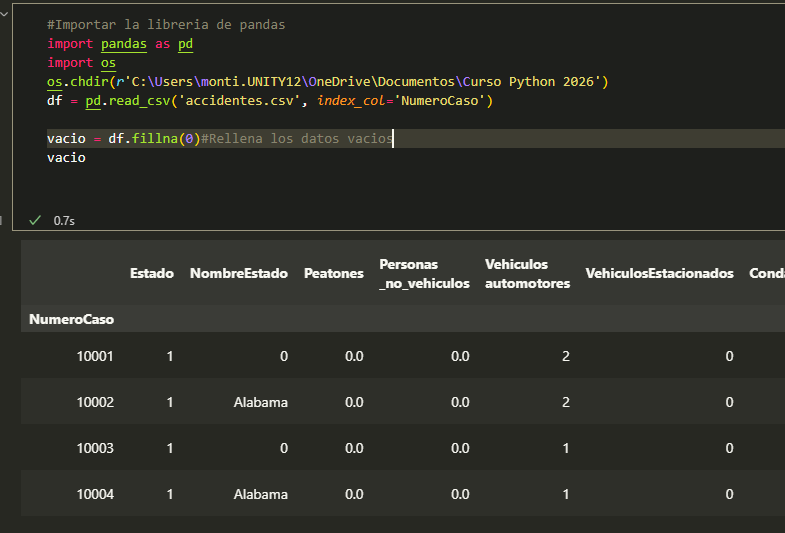 #Importar la libreria de pandas
import pandas as pd
import os
os.chdir(r'C:\Users\monti.UNITY12\OneDrive\Documentos\Curso Python 2026')
df = pd.read_csv('accidentes.csv', index_col='NumeroCaso')
vacio = df.fillna(0)#Rellena los datos vacios
vacio
0.7s
Estado NombreEstado Peatones Personas _no_vehiculos Vehiculos automotores VehiculosEstacionados
NumeroCaso
10001 1 0 0.0 0.0 2 0
10002 1 Alabama 0.0 0.0 2 0
10003 1 0 0.0 0.0 1 0
10004 1 Alabama 0.0 0.0 1 0